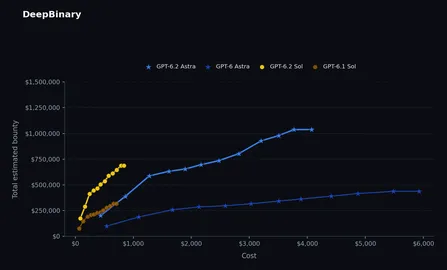 DeepBinary
GPT-6.2 Astra GPT-6 Astra GPT-6.2 Sol GPT-6.1 Sol
$1,500,000
$1,250,000
$1,000,000
$750,000
$500,000
$250,000
$0
Total estimated bounty
$0 $1,000 $2,000 $3,000 $4,000 $5,000 $6,000
Cost